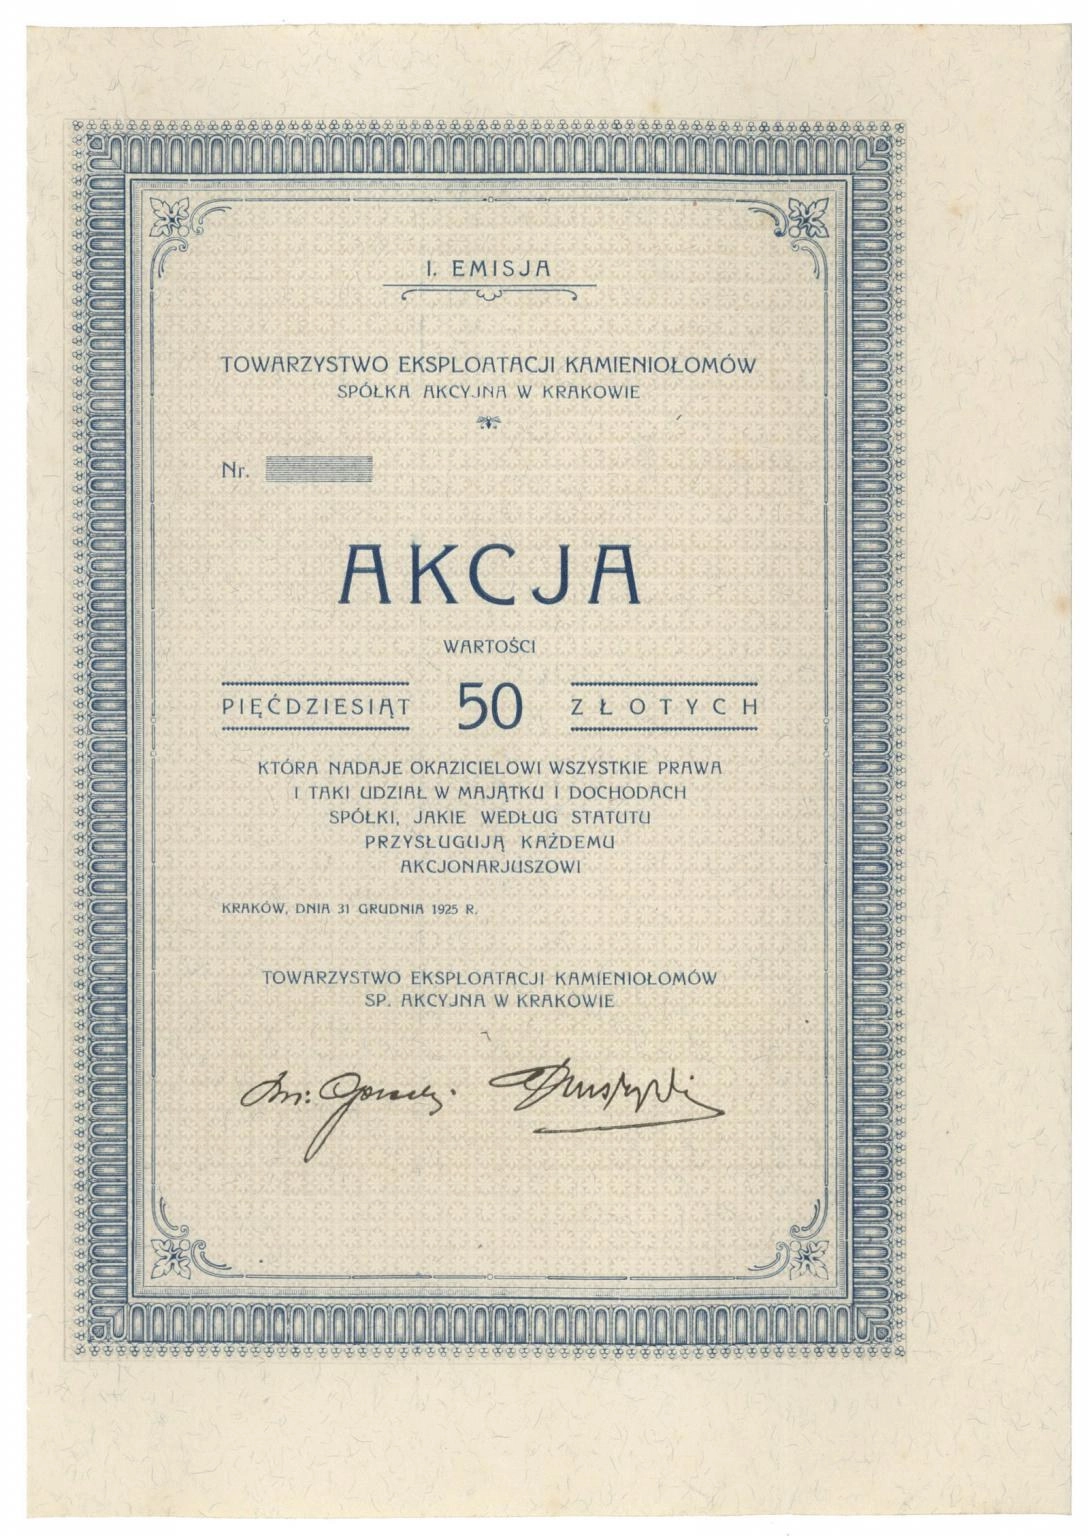 I. EMISJA
TOWARZYSTWO EKSPLOATACJI KAMIENIOŁOMÓW
SPÓŁKA AKCYJNA W KRAKOWIE
Nr.
AKCJA
WARTOŚCI
PIĘĆDZIESIĄT 50 ZŁOTYCH
KTÓRA NADAJE OKAZICIELOWI WSZYSTKIE PRAWA
I TAKI UDZIAŁ W MAJĄTKU I DOCHODACH
SPÓŁKI, JAKIE WEDŁUG STATUTU
PRZYSŁUGUJĄ KAŻDEMU
AKCJONARJUSZOWI
KRAKÓW, DNIA 31 GRUDNIA 1925 R.
TOWARZYSTWO EKSPLOATACJI KAMIENIOŁOMÓW
SP. AKCYJNA W KRAKOWIE